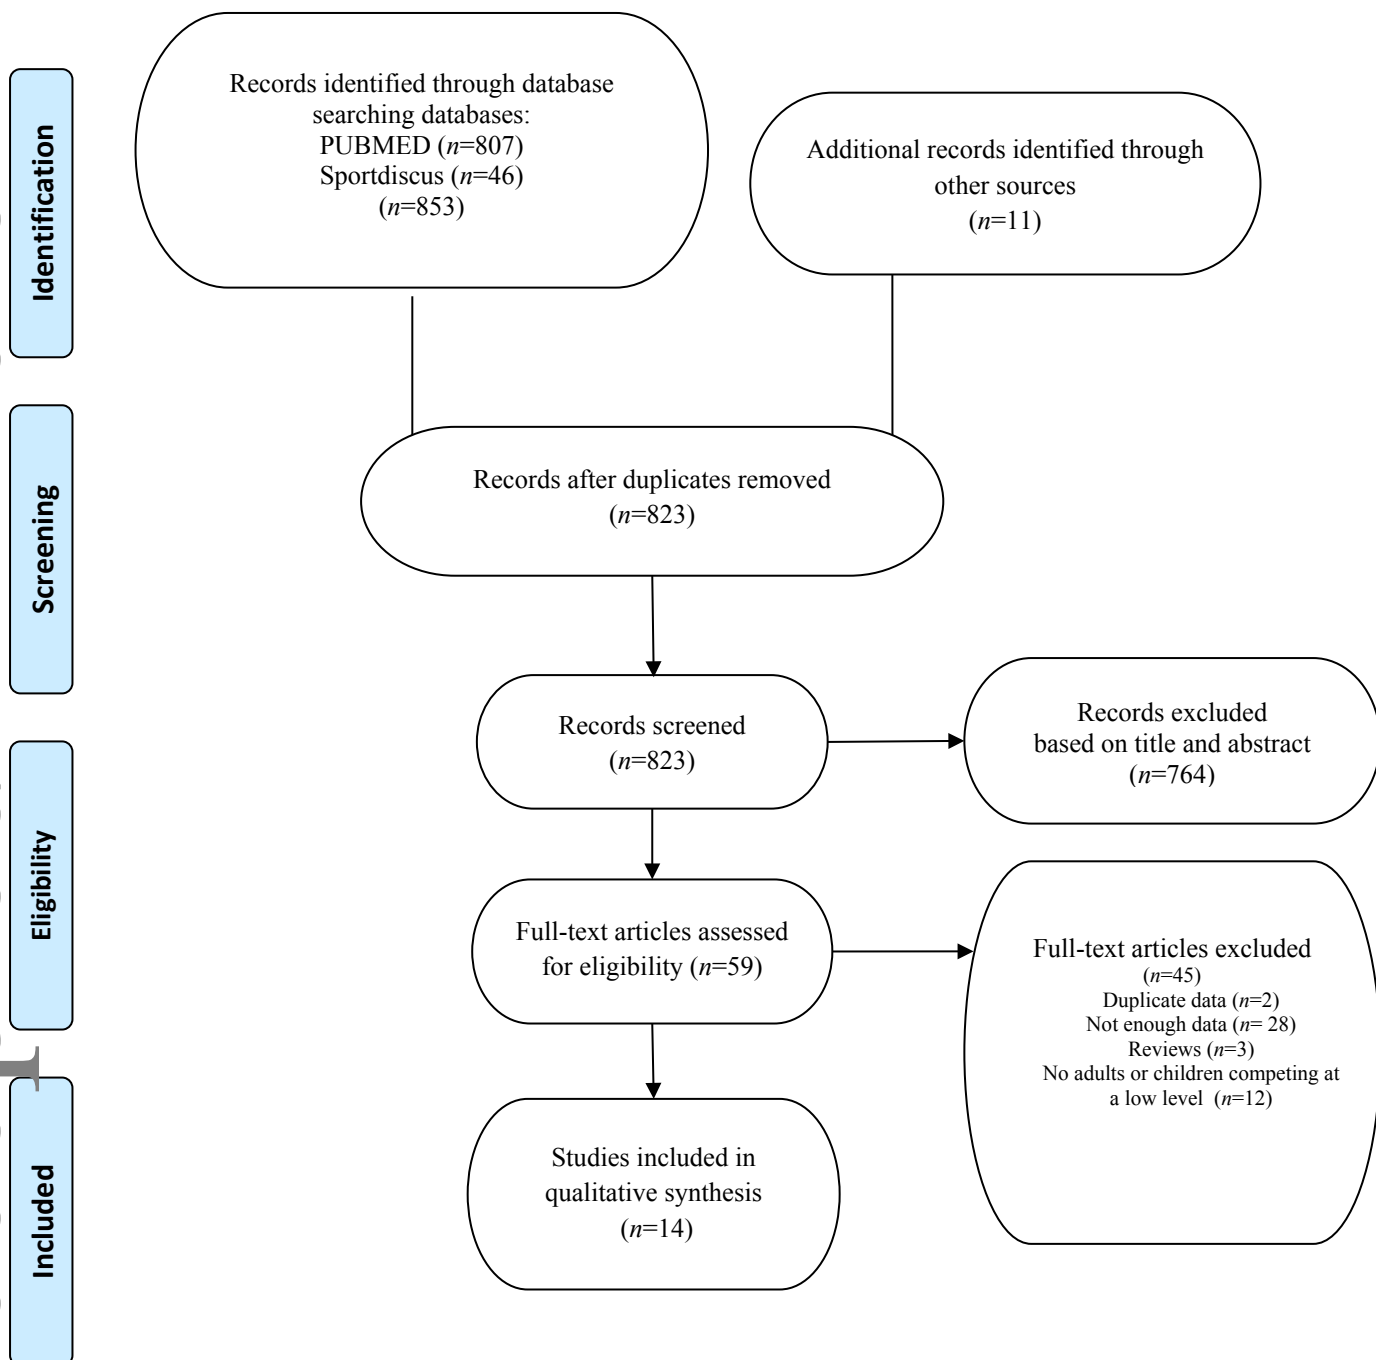 Identification
Records identified through database
searching databases:
PUBMED (n=807)
Sportdiscus (n=46)
(n=853)
Additional records identified through
other sources
(n=11)
Screening
Records after duplicates removed
(n=823)
Records screened
(n=823)
Records excluded
based on title and abstract
(n=764)
Eligibility
Full-text articles assessed
for eligibility (n=59)
Full-text articles excluded
(n=45)
Duplicate data (n=2)
Not enough data (n= 28)
Reviews (n=3)
No adults or children competing at
a low level (n=12)
Included
Studies included in
qualitative synthesis
(n=14)